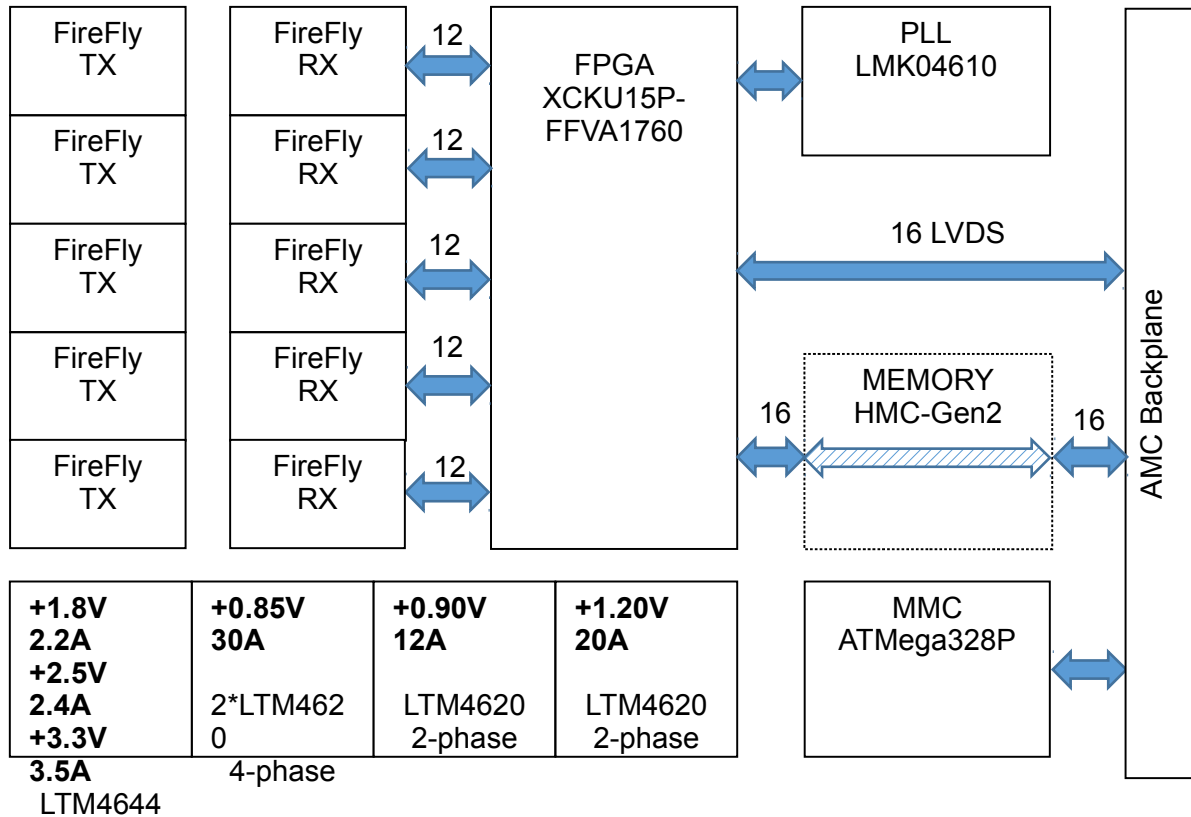 FireFly
TX
FireFly
RX
12
FPGA
XCKU15P-
FFVA1760
PLL
LMK04610
FireFly
TX
FireFly
RX
12
FireFly
TX
FireFly
RX
12
16 LVDS
FireFly
TX
FireFly
RX
12
16
MEMORY
HMC-Gen2
16
AMC Backplane
FireFly
TX
FireFly
RX
12
+1.8V
2.2A
+2.5V
2.4A
+3.3V
3.5A
LTM4644
+0.85V
30A
2*LTM462
0
4-phase
+0.90V
12A
LTM4620
2-phase
+1.20V
20A
LTM4620
2-phase
MMC
ATMega328P